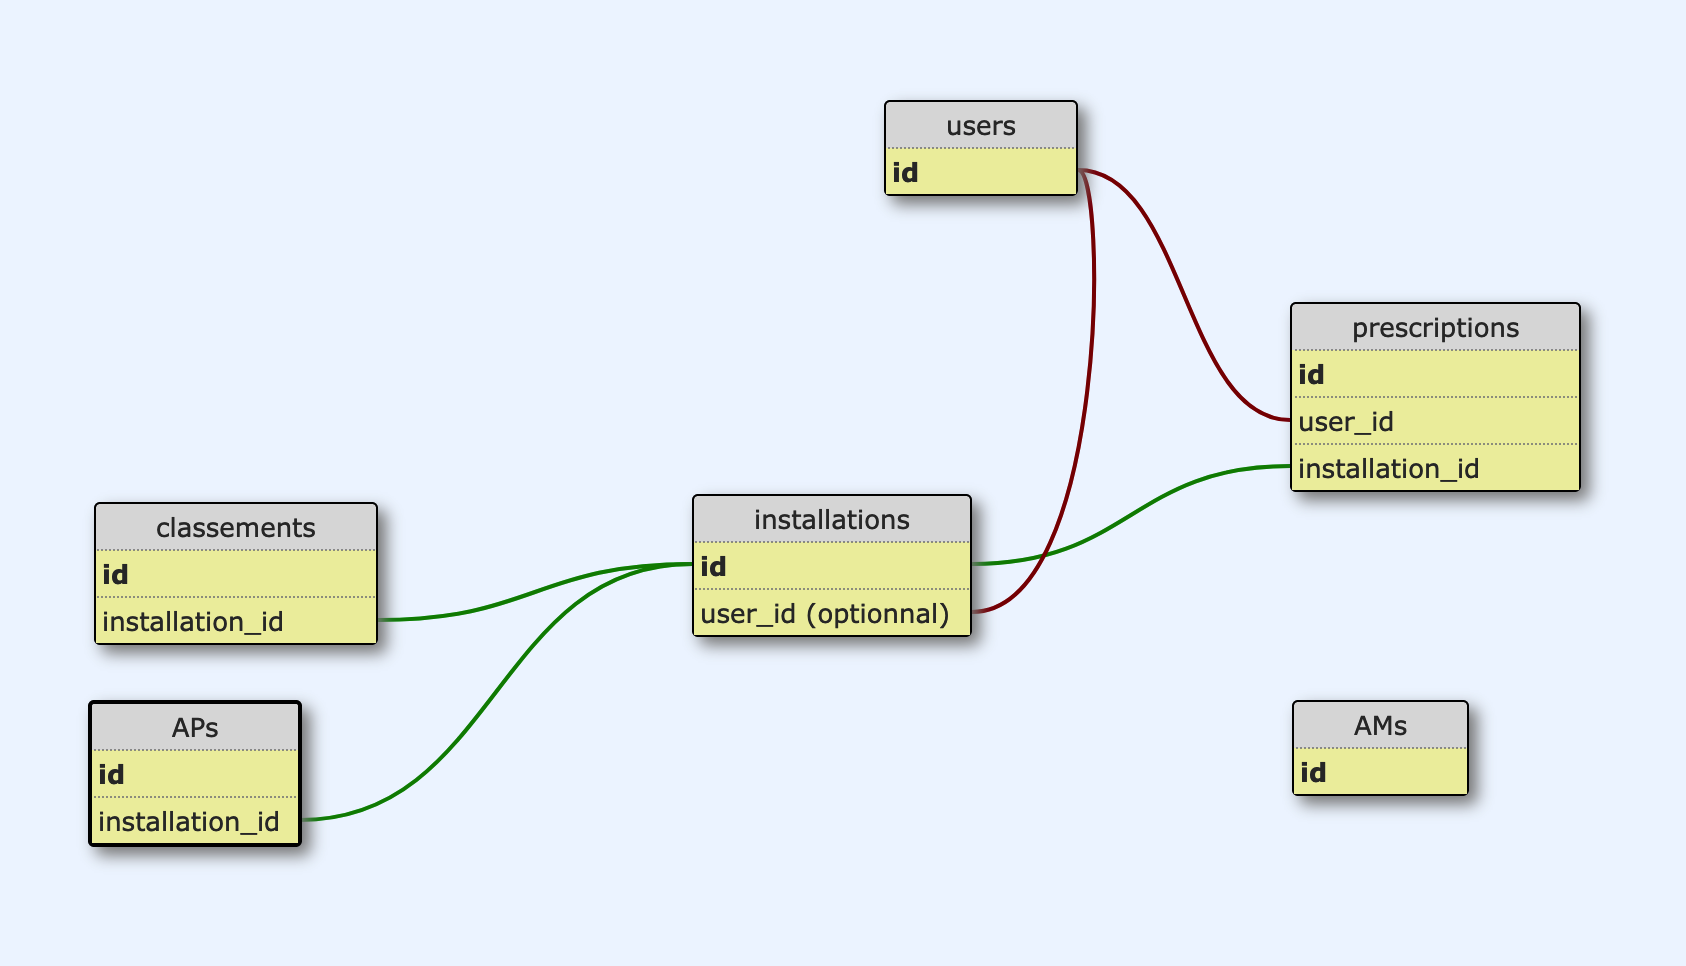 users
id
prescriptions
id
user_id
installation_id
classements
id
installation_id
installations
id
user_id (optionnal)
APs
id
installation_id
AMs
id